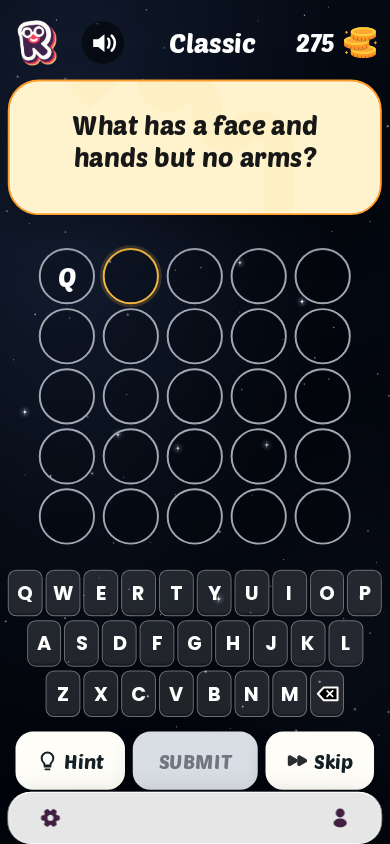 R
Classic
275
What has a face and
hands but no arms?
Q
Q W E R T Y U I O P
A S D F G H J K L
Z X C V B N M
Hint
SUBMIT
Skip